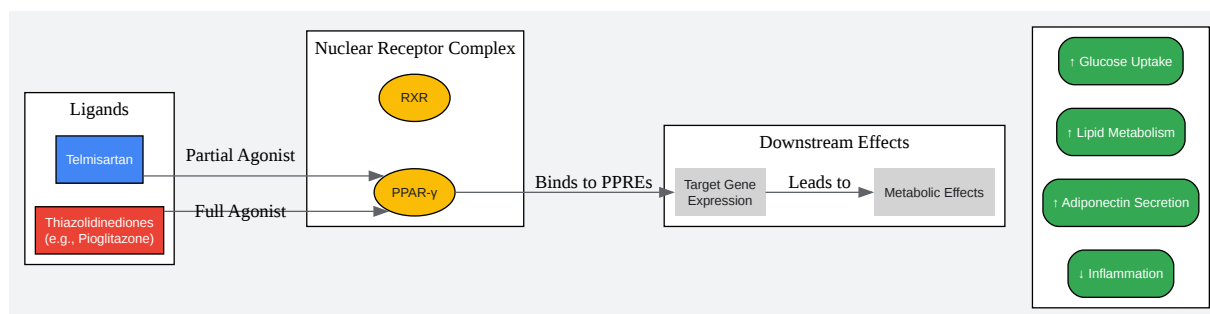 Ligands
Telmisartan
Thiazolidinediones
(e.g., Pioglitazone)
Partial Agonist
Full Agonist
Nuclear Receptor Complex
RXR
PPAR-γ
Binds to PPREs
Downstream Effects
Target Gene
Expression
Leads to
Metabolic Effects
↑ Glucose Uptake
↑ Lipid Metabolism
↑ Adiponectin Secretion
↓ Inflammation